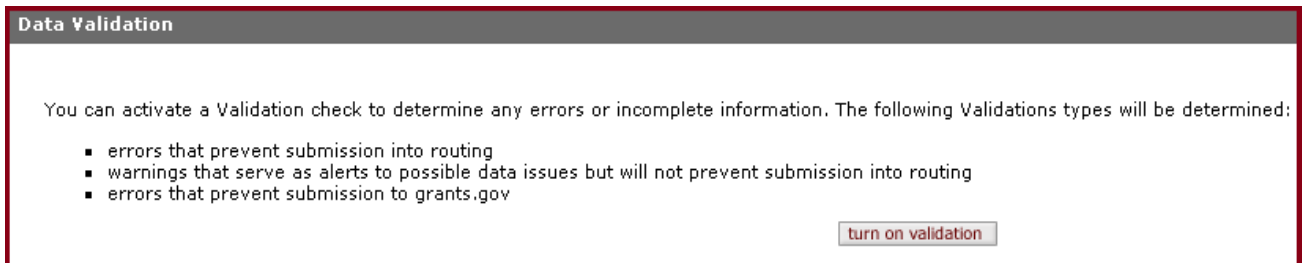 Data Validation
You can activate a Validation check to determine any errors or incomplete information. The following Validations types will be determined:
▪ errors that prevent submission into routing
▪ warnings that serve as alerts to possible data issues but will not prevent submission into routing
▪ errors that prevent submission to grants.gov
turn on validation